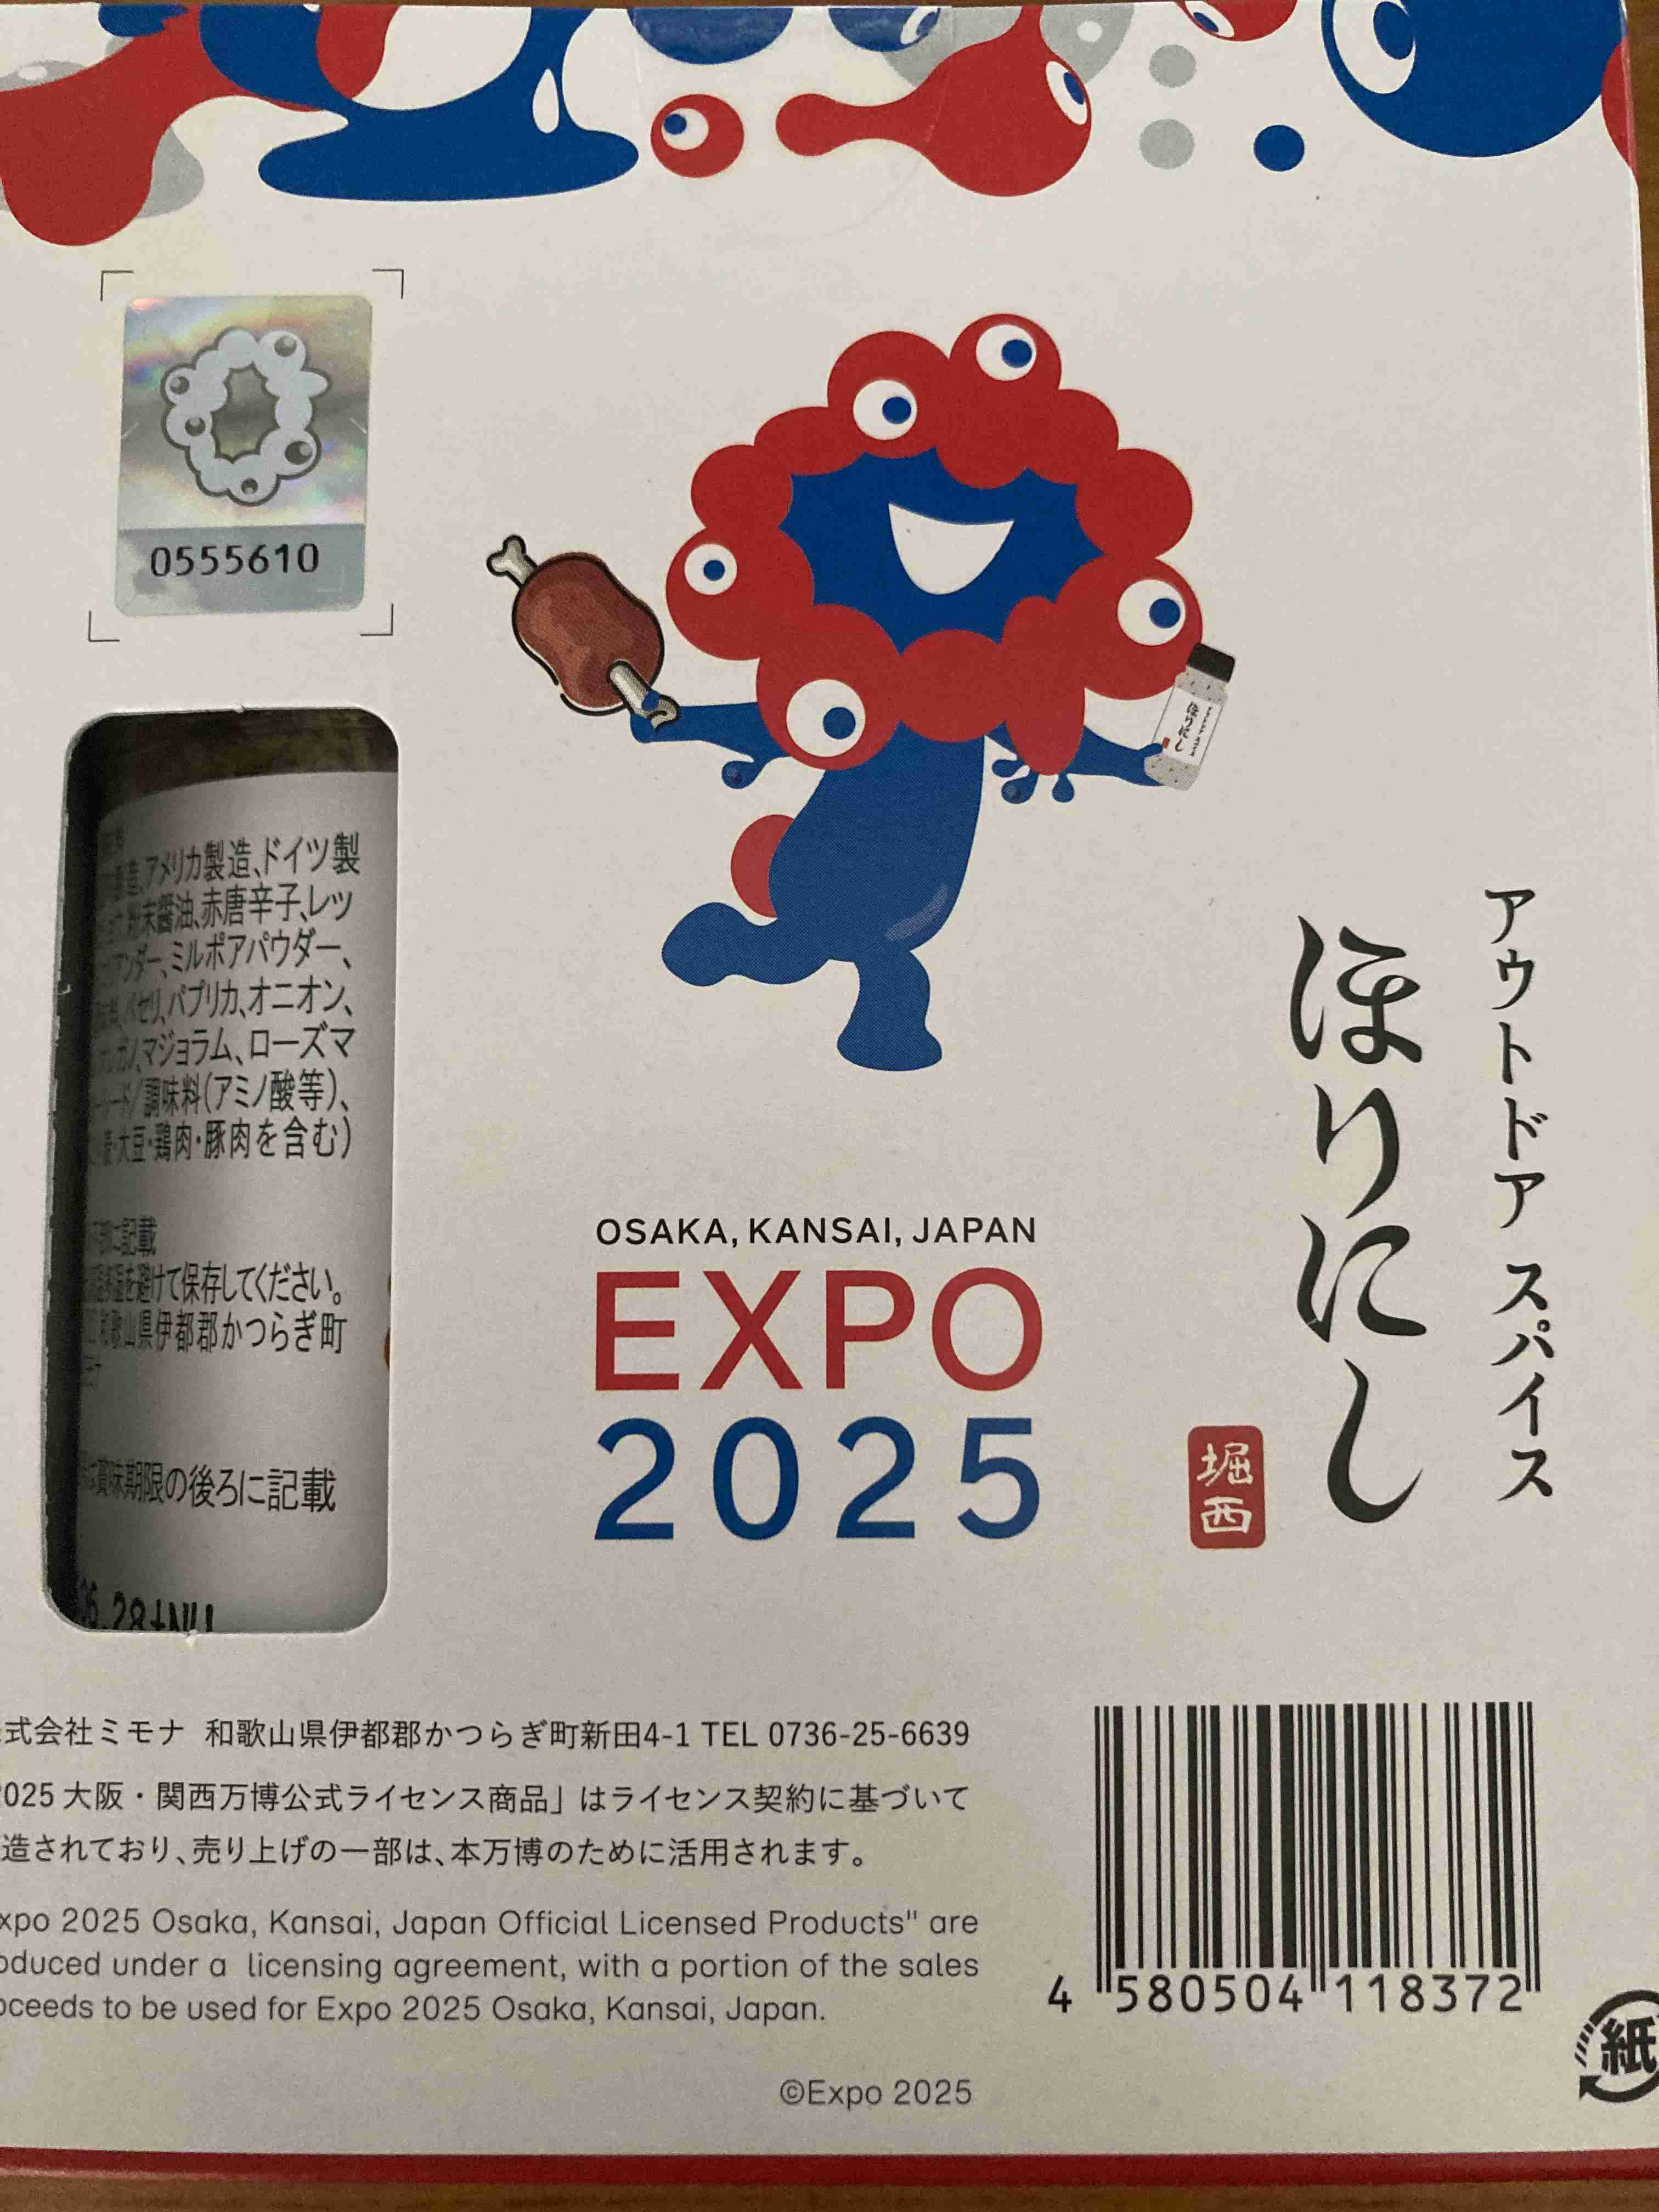 0555610
製造、アメリカ製造、ドイツ製
粉末醤油、赤唐辛子、レッ
ミルポアパウダー、
パセリ、パプリカ、オニオン、
マジョラム、ローズマ
/調味料(アミノ酸等)、
大豆・鶏肉・豚肉を含む)
に記載
を避けて保存してください。
和歌山県伊都郡かつらぎ町
賞味期限の後ろに記載
アウトドア スパイス
ほりにし
堀西
ほりにし
OSAKA, KANSAI, JAPAN
EXPO
2025
式会社ミモナ 和歌山県伊都郡かつらぎ町新田4-1 TEL 0736-25-6639
025 大阪・関西万博公式ライセンス商品」はライセンス契約に基づいて
造されており、売り上げの一部は、本万博のために活用されます。
xpo 2025 Osaka, Kansai, Japan Official Licensed Products" are
oduced under a licensing agreement, with a portion of the sales
oceeds to be used for Expo 2025 Osaka, Kansai, Japan.
©Expo 2025
4 580504 118372
紙